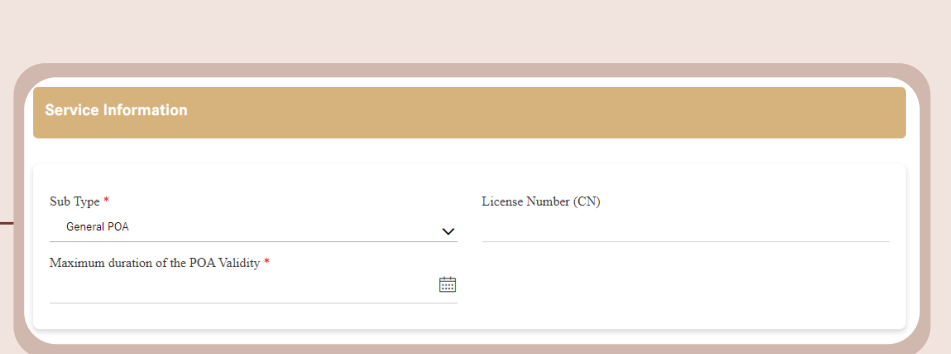 Service Information
Sub Type *
General POA
License Number (CN)
Maximum duration of the POA Validity *